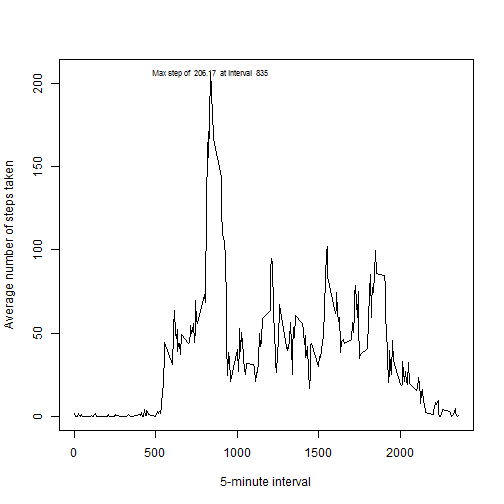 Max step of 206.17 at interval 835
Average number of steps taken
200
150
100
50
0
0 500 1000 1500 2000
5-minute interval